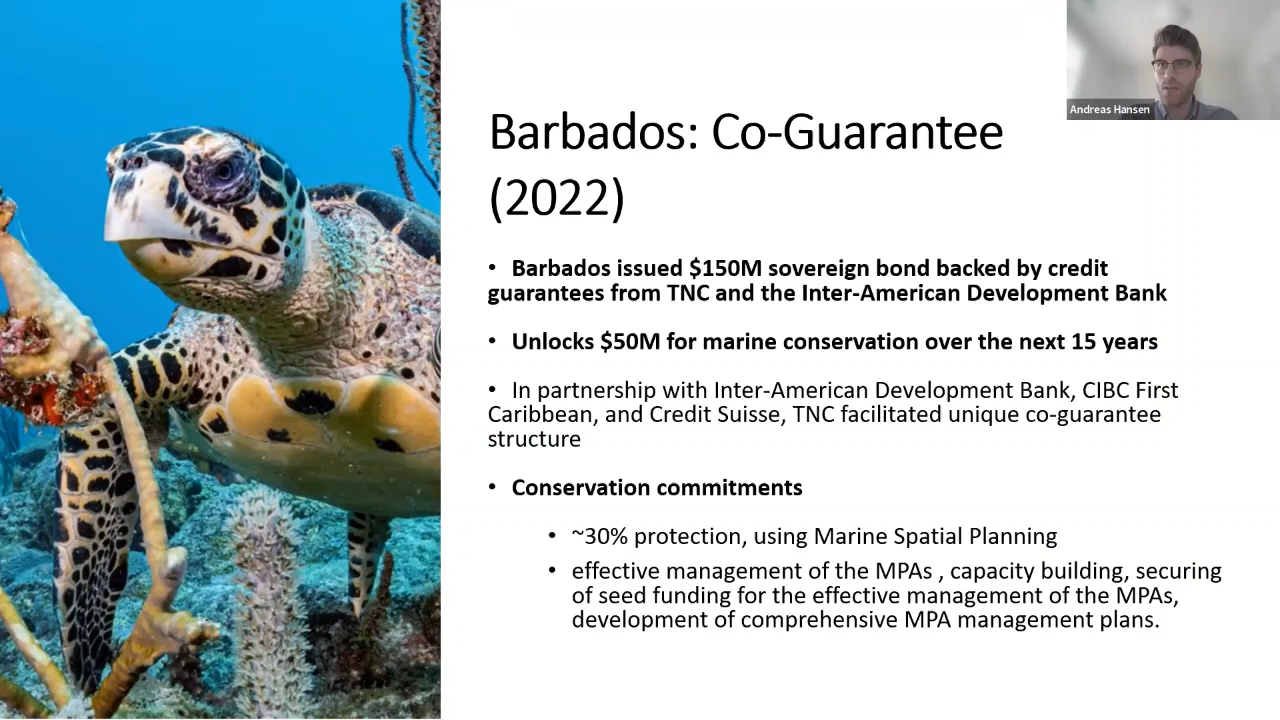 Andreas Hansen
Barbados: Co-Guarantee
(2022)
• Barbados issued $150M sovereign bond backed by credit
guarantees from TNC and the Inter-American Development Bank
• Unlocks $50M for marine conservation over the next 15 years
• In partnership with Inter-American Development Bank, CIBC First
Caribbean, and Credit Suisse, TNC facilitated unique co-guarantee
structure
• Conservation commitments
• ~30% protection, using Marine Spatial Planning
• effective management of the MPAs , capacity building, securing
of seed funding for the effective management of the MPAs,
development of comprehensive MPA management plans.